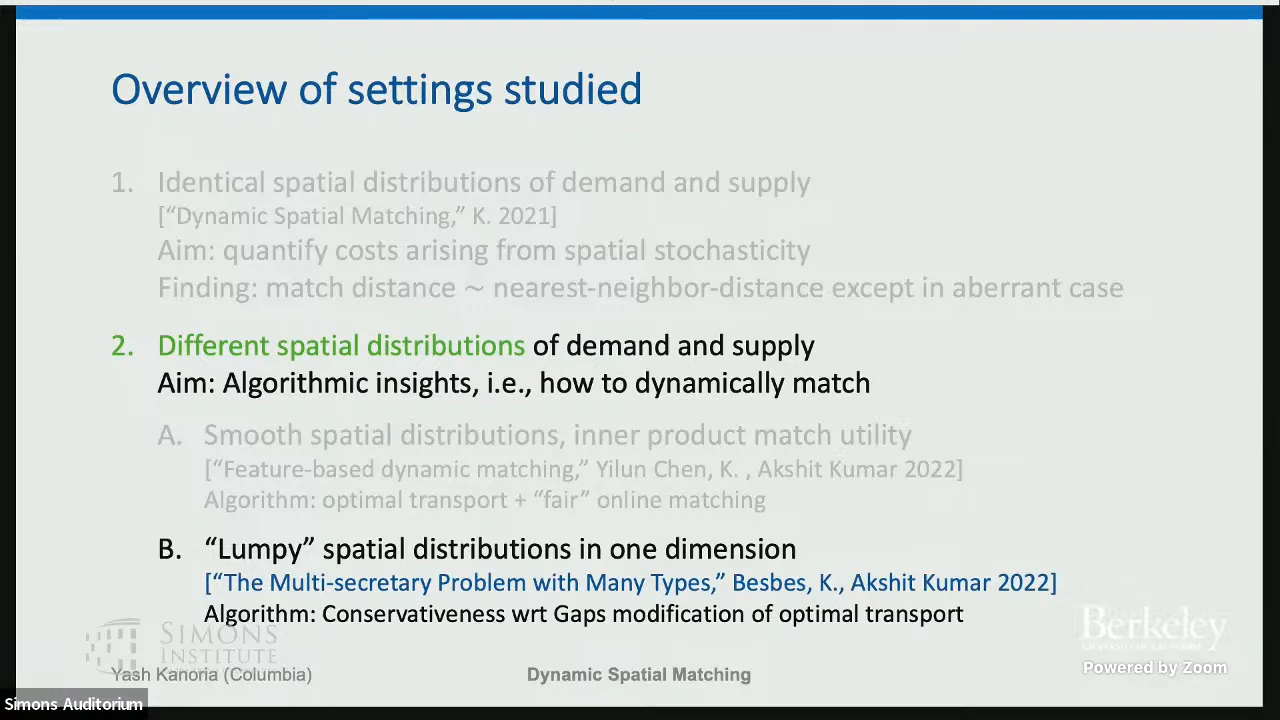 Overview of settings studied
1. Identical spatial distributions of demand and supply
[“Dynamic Spatial Matching,” K. 2021]
Aim: quantify costs arising from spatial stochasticity
Finding: match distance ~ nearest-neighbor-distance except in aberrant case
2. Different spatial distributions of demand and supply
Aim: Algorithmic insights, i.e., how to dynamically match
A. Smooth spatial distributions, inner product match utility
[“Feature-based dynamic matching,” Yilun Chen, K. , Akshit Kumar 2022]
Algorithm: optimal transport + “fair” online matching
B. “Lumpy” spatial distributions in one dimension
[“The Multi-secretary Problem with Many Types,” Besbes, K., Akshit Kumar 2022]
Algorithm: Conservativeness wrt Gaps modification of optimal transport
SIMONS
INSTITUTE
Berkeley
UNIVERSITY OF CALIFORNIA
Yash Kanoria (Columbia)
Dynamic Spatial Matching
Powered by Zoom
Simons Auditorium